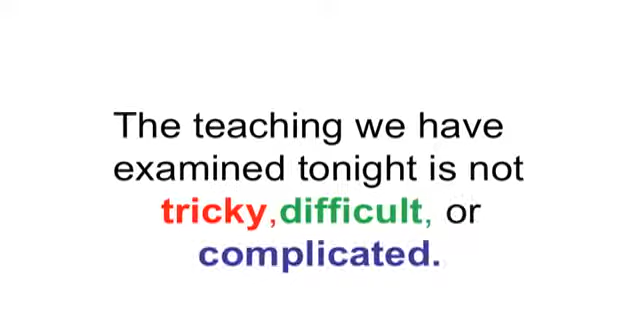 The teaching we have
examined tonight is not
tricky,difficult, or
complicated.